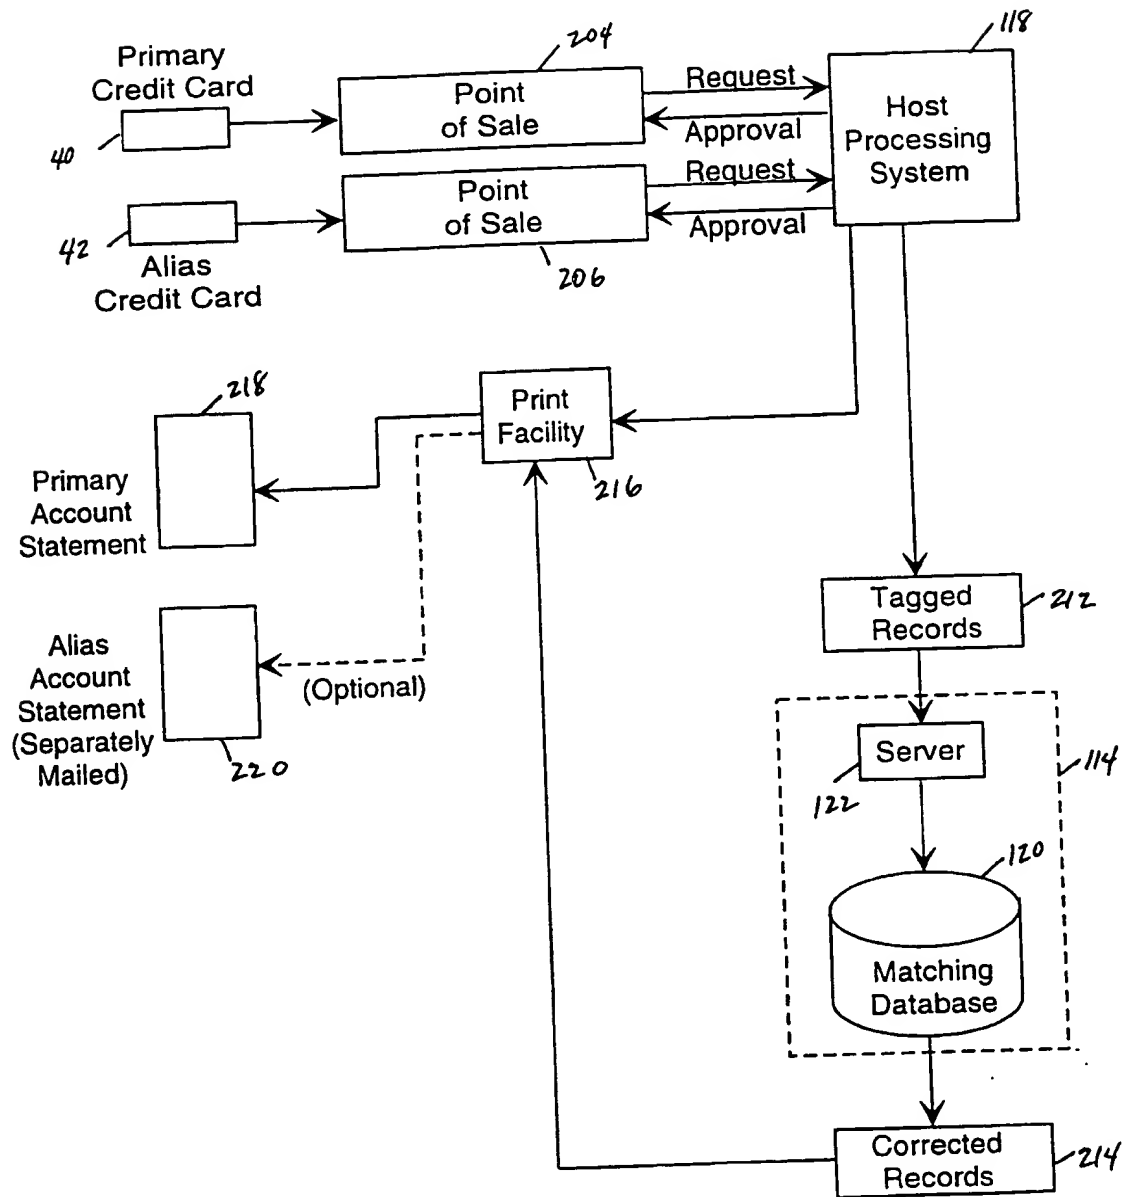 204
118
Primary
Credit Card
Point
of Sale
Request
Approval
Host
Processing
System
40
Point
of Sale
Request
Approval
42
Alias
Credit Card
206
218
Print
Facility
216
Primary
Account
Statement
Tagged
Records
212
Alias
Account
Statement
(Separately
Mailed)
(Optional)
220
Server
122
114
120
Matching
Database
Corrected
Records
214